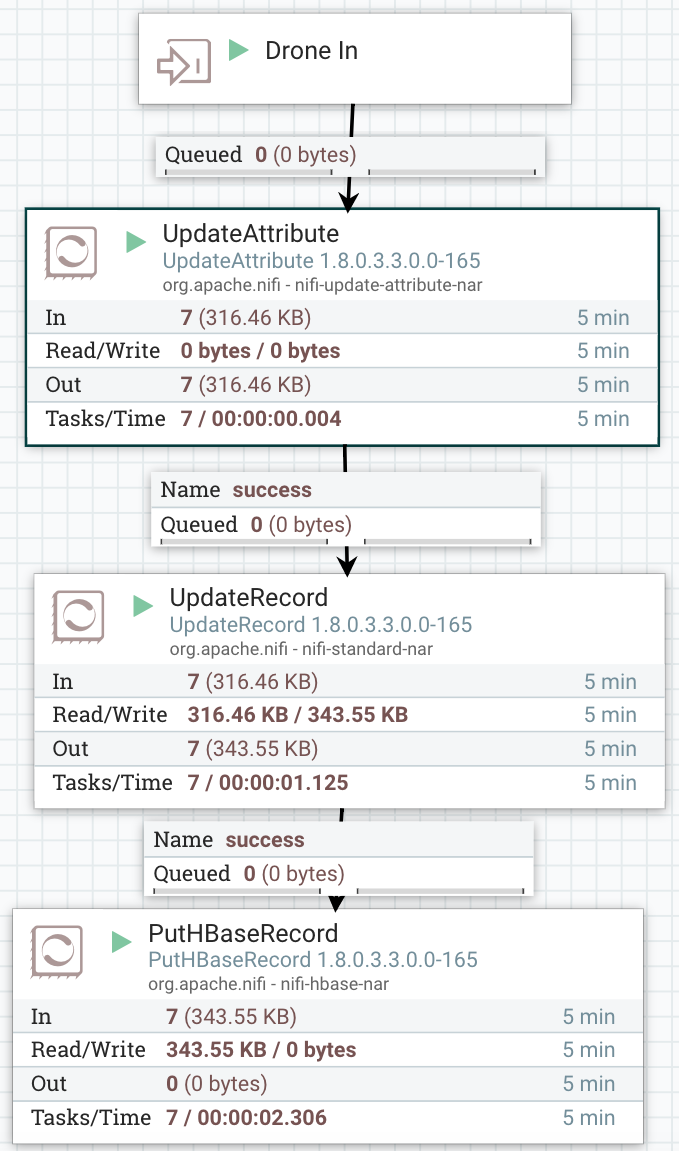 Drone In
Queued 0 (0 bytes)
UpdateAttribute
UpdateAttribute 1.8.0.3.3.0.0-165
org.apache.nifi - nifi-update-attribute-nar
In 7 (316.46 KB) 5 min
Read/Write 0 bytes / 0 bytes 5 min
Out 7 (316.46 KB) 5 min
Tasks/Time 7 / 00:00:00.004 5 min
Name success
Queued 0 (0 bytes)
UpdateRecord
UpdateRecord 1.8.0.3.3.0.0-165
org.apache.nifi - nifi-standard-nar
In 7 (316.46 KB) 5 min
Read/Write 316.46 KB / 343.55 KB 5 min
Out 7 (343.55 KB) 5 min
Tasks/Time 7 / 00:00:01.125 5 min
Name success
Queued 0 (0 bytes)
PutHBaseRecord
PutHBaseRecord 1.8.0.3.3.0.0-165
org.apache.nifi - nifi-hbase-nar
In 7 (343.55 KB) 5 min
Read/Write 343.55 KB / 0 bytes 5 min
Out 0 (0 bytes) 5 min
Tasks/Time 7 / 00:00:02.306 5 min